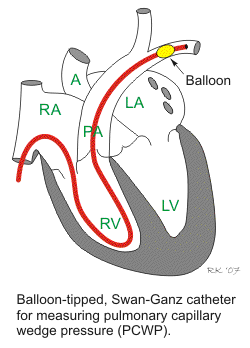 Balloon
A
RA
LA
PA
RV
LV
RK '07
Balloon-tipped, Swan-Ganz catheter
for measuring pulmonary capillary
wedge pressure (PCWP).